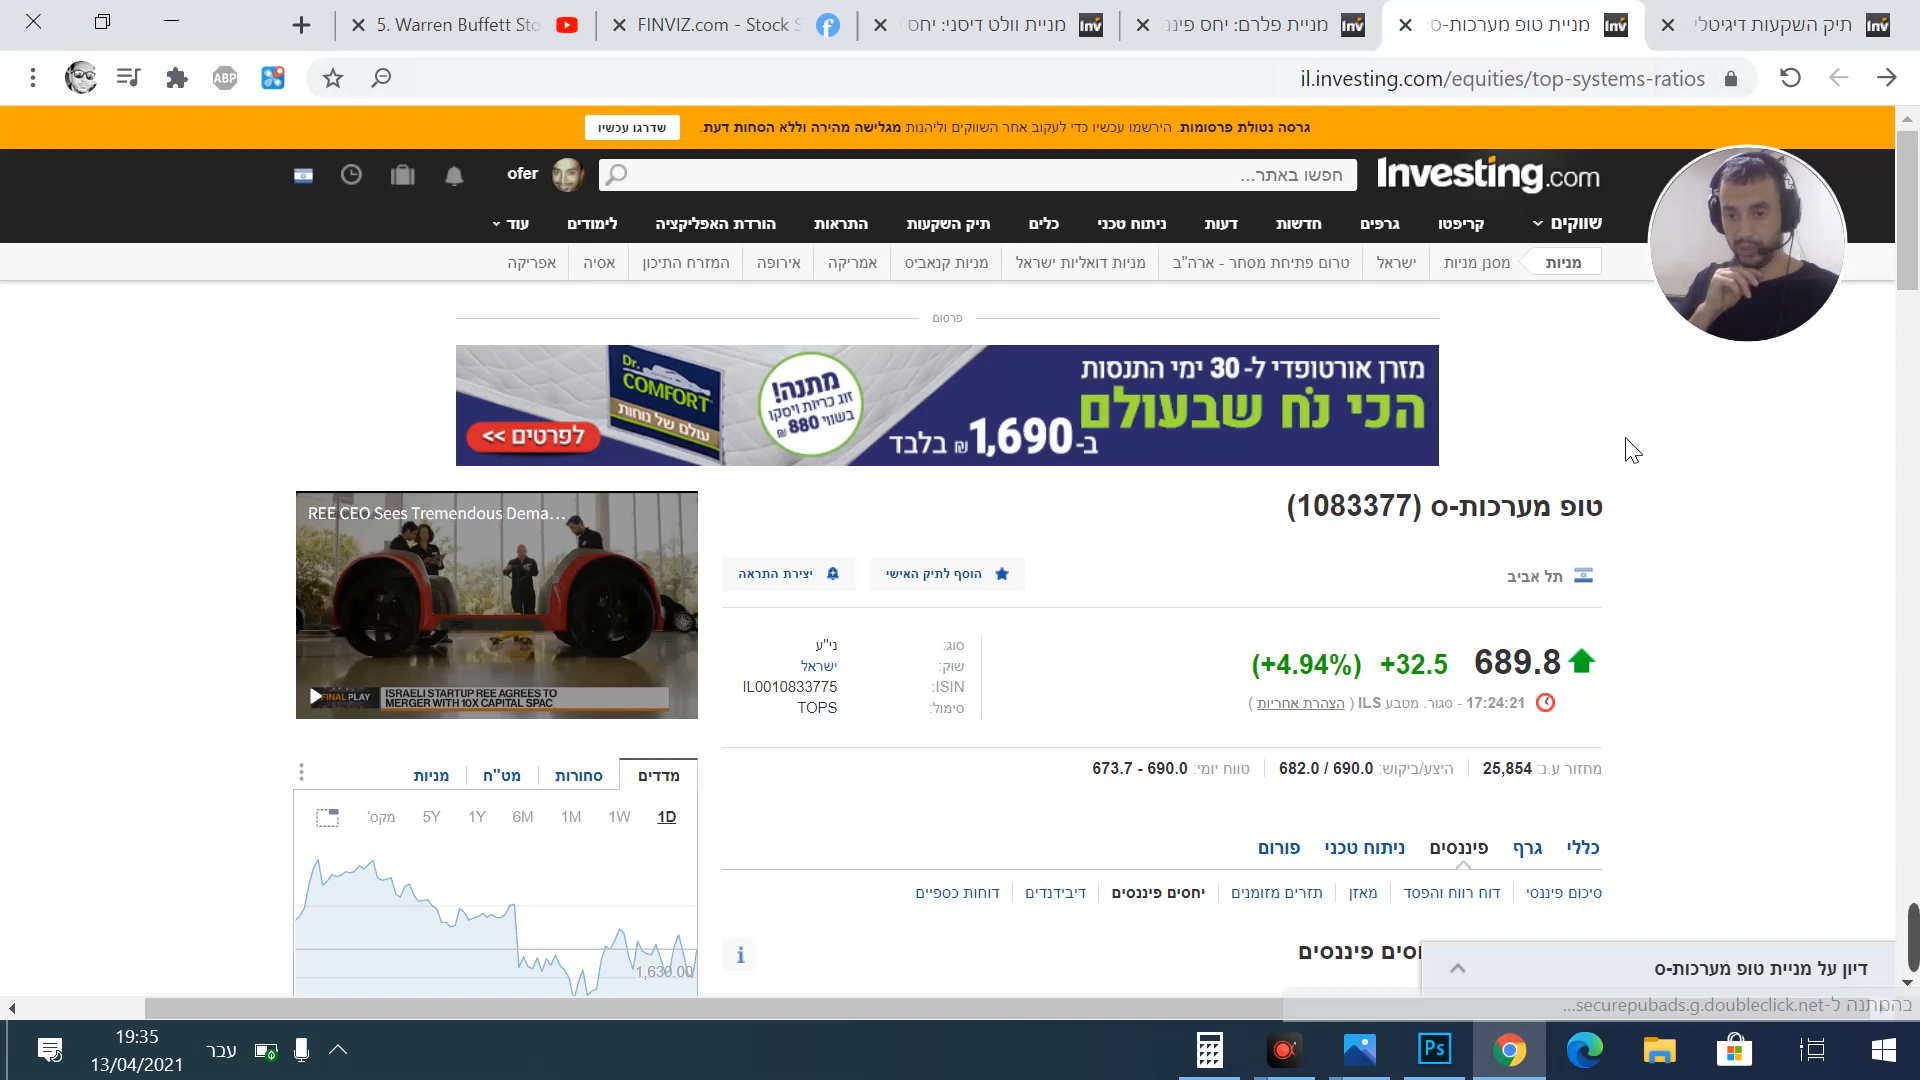 תיק השקעות דיגיטלי
מניית טופ מערכות-ס
מניית פלרם: יחס פיננ
מניית וולט דיסני: יחס
FINVIZ.com - Stock S
5. Warren Buffett Sto
il.investing.com/equities/top-systems-ratios
ABP
גרסה נטולת פרסומות. הירשמו עכשיו כדי לעקוב אחר השווקים וליהנות מגלישה מהירה וללא הסחות דעת.
שדרגו עכשיו
Investing.com
חפשו באתר...
ofer
שווקים קריפטו גרפים חדשות דעות ניתוח טכני כלים תיק השקעות התראות הורדת האפליקציה לימודים עוד
מניות מסנן מניות ישראל טרום פתיחת מסחר - ארה"ב מניות דואליות ישראל מניות קנאביס אמריקה אירופה המזרח התיכון אסיה אפריקה
פרסום
מזרן אורטופדי ל-30 ימי התנסות
הכי נח שבעולם
ב-1,690 ₪ בלבד
מתנה!
זוג כריות ויסקו
בשווי 880 ₪
Dr. COMFORT
עולם של נוחות
לפרטים >>
טופ מערכות-ס (1083377)
תל אביב
הוסף לתיק האישי
יצירת התראה
689.8 +32.5 (+4.94%)
17:24:21 - סגור. מטבע ILS ( הצהרת אחריות )
סוג: ני"ע
שוק: ישראל
ISIN: IL0010833775
סימול: TOPS
מחזור ע.נ: 25,854
היצע/ביקוש: 682.0 / 690.0
טווח יומי: 673.7 - 690.0
כללי גרף פיננסים ניתוח טכני פורום
סיכום פיננסי דוח רווח והפסד מאזן תזרים מזומנים יחסים פיננסים דיבידנדים דוחות כספיים
חסים פיננסים
REE CEO Sees Tremendous Dema...
FINAL PLAY
ISRAELI STARTUP REE AGREES TO
MERGER WITH 10X CAPITAL SPAC
מדדים סחורות מט"ח מניות
1D 1W 1M 6M 1Y 5Y מקס'
1,630.00
דיון על מניית טופ מערכות-ס
בהמתנה ל-securepubads.g.doubleclick.net...
Ps
עבר
19:35
13/04/2021